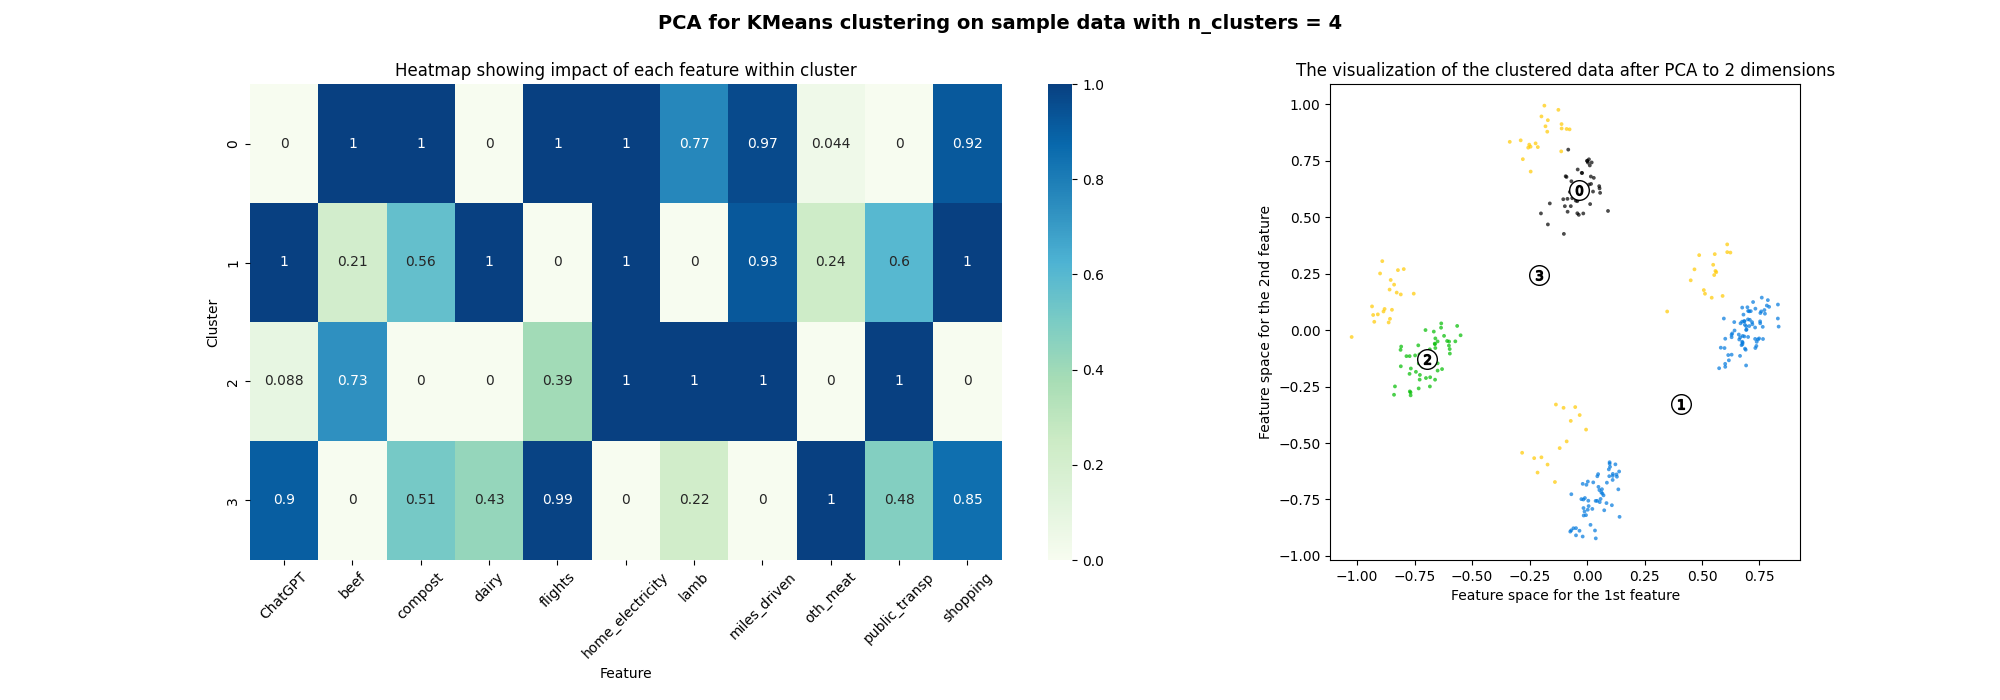 PCA for KMeans clustering on sample data with n_clusters = 4
Heatmap showing impact of each feature within cluster
Cluster
0 1 2 3
0 1 1 0 1 1 0.77 0.97 0.044 0 0.92
1 0.21 0.56 1 0 1 0 0.93 0.24 0.6 1
0.088 0.73 0 0 0.39 1 1 1 0 1 0
0.9 0 0.51 0.43 0.99 0 0.22 0 1 0.48 0.85
ChatGPT beef compost dairy flights home_electricity lamb miles_driven oth_meat public_transp shopping
Feature
1.0
0.8
0.6
0.4
0.2
0.0
The visualization of the clustered data after PCA to 2 dimensions
Feature space for the 2nd feature
1.00
0.75
0.50
0.25
0.00
−0.25
−0.50
−0.75
−1.00
0
3
2
1
−1.00 −0.75 −0.50 −0.25 0.00 0.25 0.50 0.75
Feature space for the 1st feature